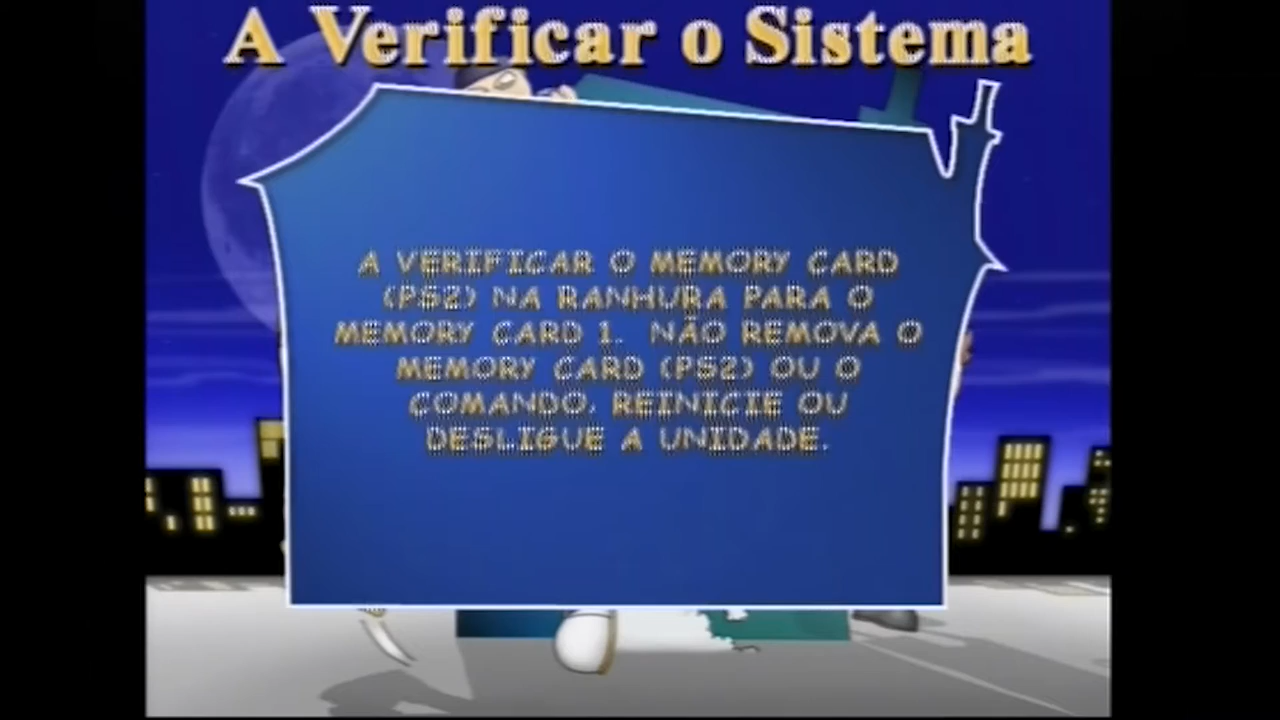 A Verificar o Sistema
A VERIFICAR O MEMORY CARD
(PS2) NA RANHURA PARA O
MEMORY CARD 1. NÃO REMOVA O
MEMORY CARD (PS2) OU O
COMANDO, REINICIE OU
DESLIGUE A UNIDADE.